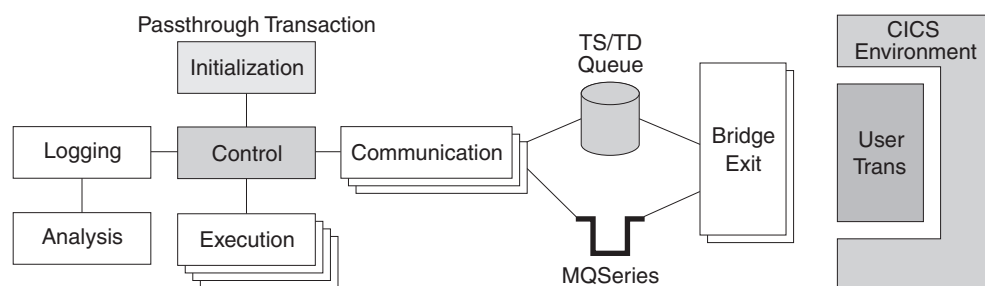 Passthrough Transaction
Initialization
Logging
Control
Communication
Analysis
Execution
TS/TD
Queue
MQSeries
Bridge
Exit
CICS
Environment
User
Trans